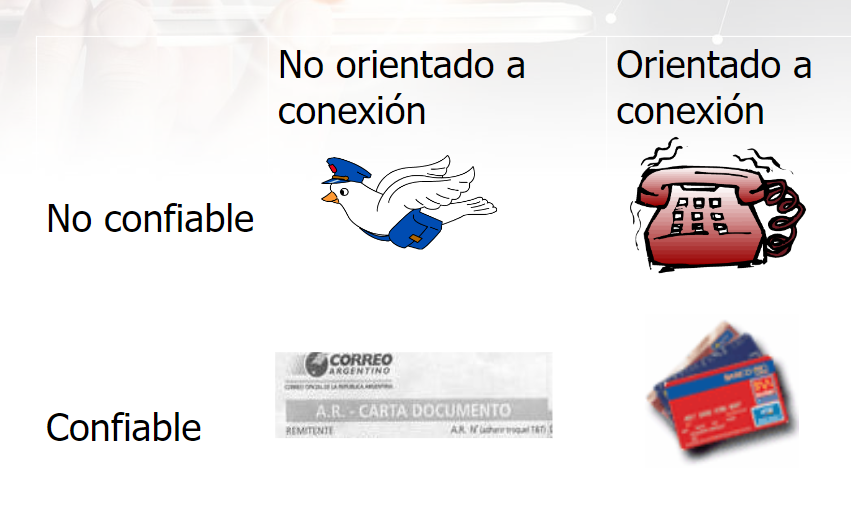 No orientado a
conexión
Orientado a
conexión
No confiable
CORREO
ARGENTINO
CORREO OFICIAL DE LA REPUBLICA ARGENTINA
A.R. - CARTA DOCUMENTO
REMITENTE
A.R. N° (adherir troquel T&T)
Confiable